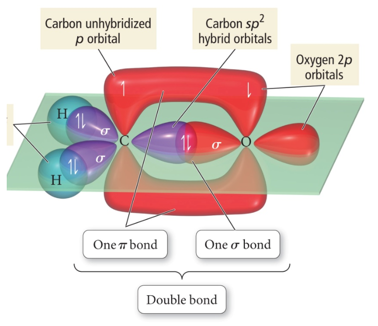 Carbon unhybridized
p orbital
Carbon sp²
hybrid orbitals
Oxygen 2p
orbitals
H
σ
C
σ
O
σ
H
One π bond
One σ bond
Double bond